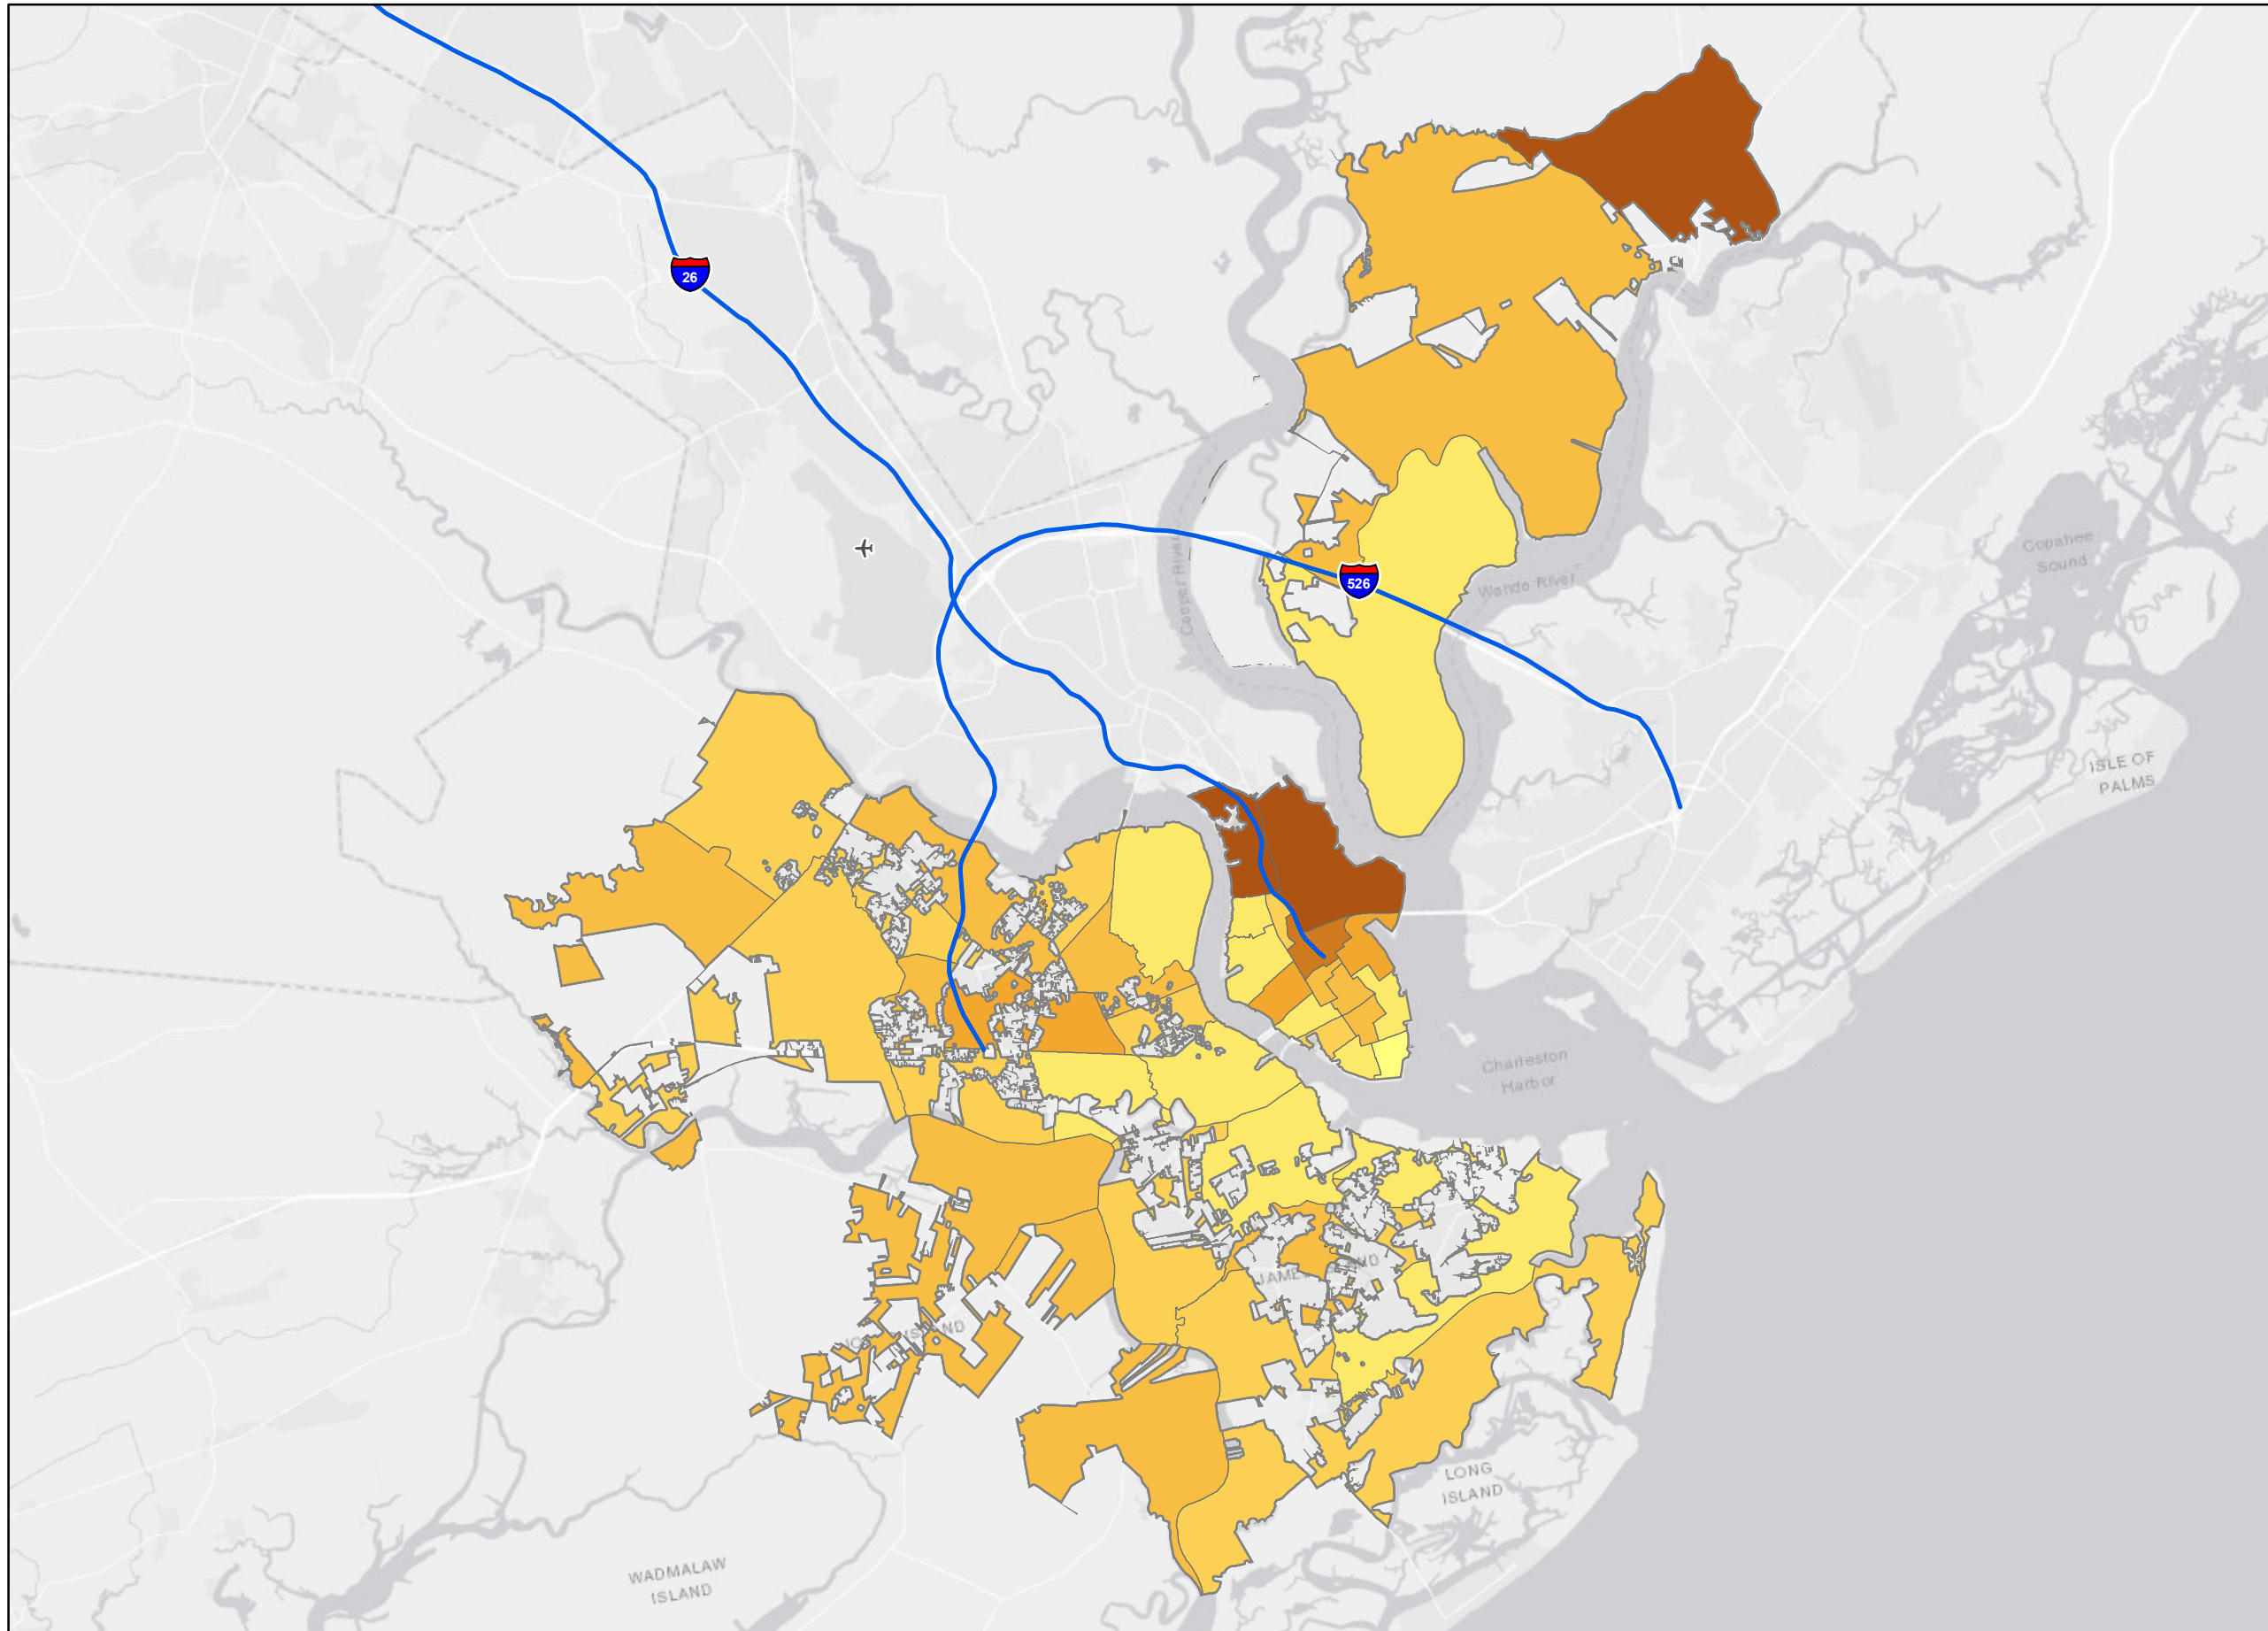 26
Copahee
Sound
526
Wando River
Cooper River
ISLE OF
PALMS
Charleston
Harbor
LONG
ISLAND
WADMALAW
ISLAND